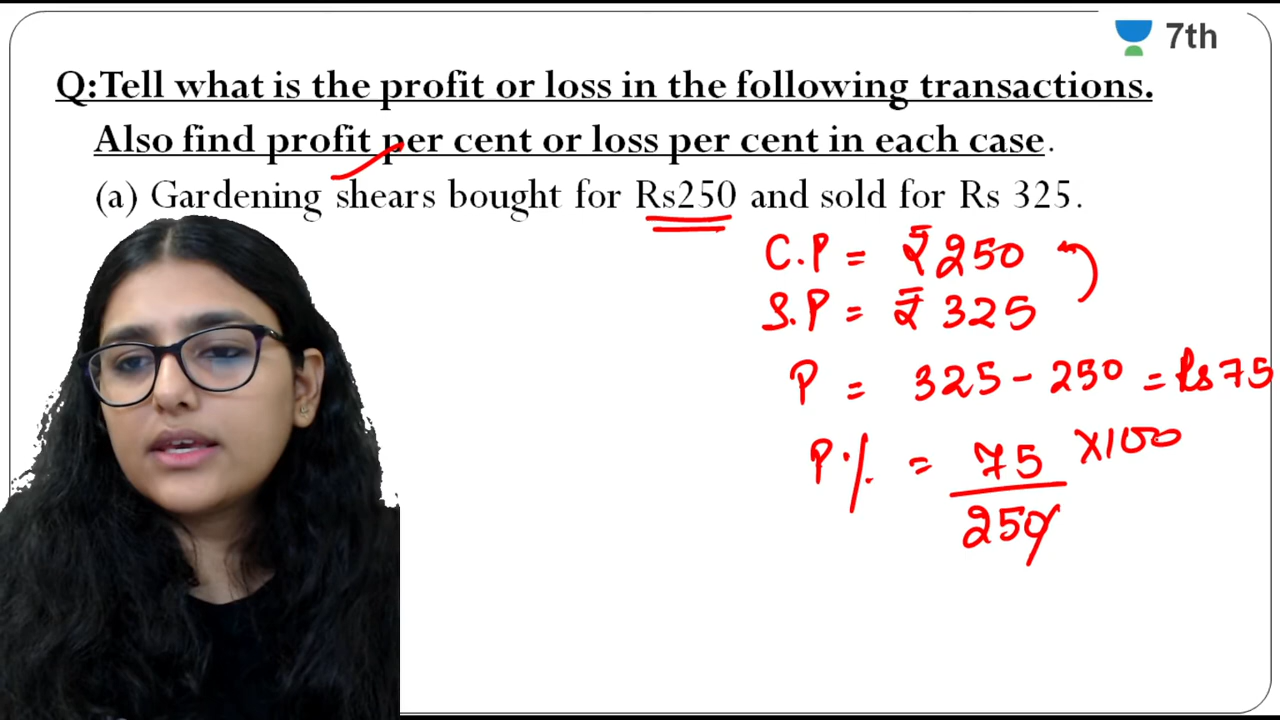 7th
Q:Tell what is the profit or loss in the following transactions.
Also find profit per cent or loss per cent in each case.
(a) Gardening shears bought for Rs250 and sold for Rs 325.
C.P = ₹250
S.P = ₹ 325
P = 325 - 250 = Rs 75
P% = 75 ×100
250